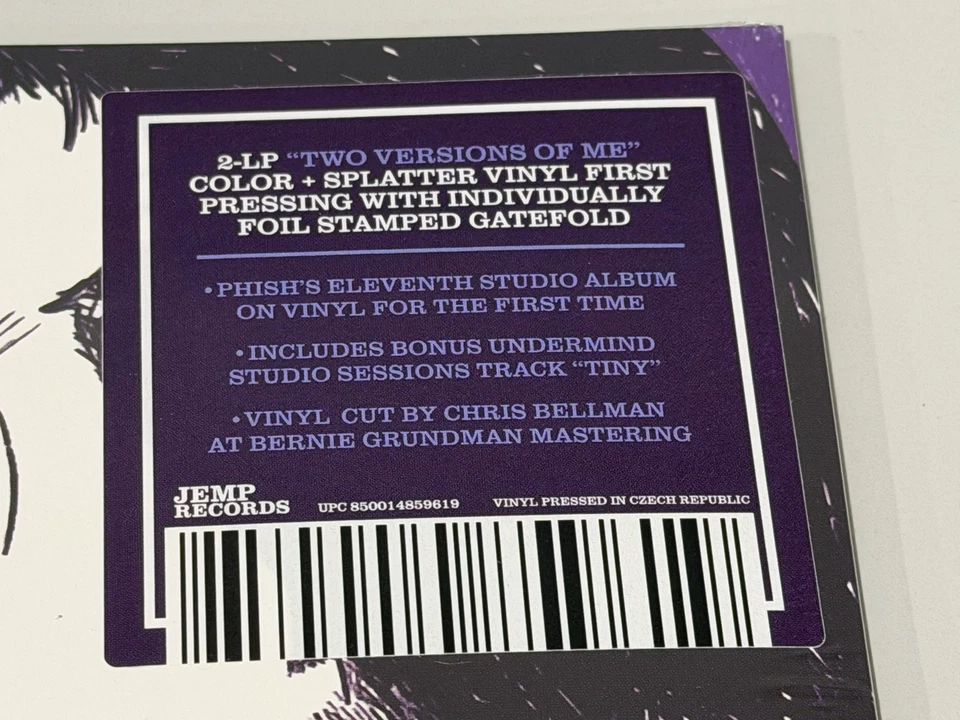 2-LP “TWO VERSIONS OF ME”
COLOR + SPLATTER VINYL FIRST
PRESSING WITH INDIVIDUALLY
FOIL STAMPED GATEFOLD
• PHISH’S ELEVENTH STUDIO ALBUM
ON VINYL FOR THE FIRST TIME
• INCLUDES BONUS UNDERMIND
STUDIO SESSIONS TRACK “TINY”
• VINYL CUT BY CHRIS BELLMAN
AT BERNIE GRUNDMAN MASTERING
JEMP
RECORDS
UPC 850014859619
VINYL PRESSED IN CZECH REPUBLIC